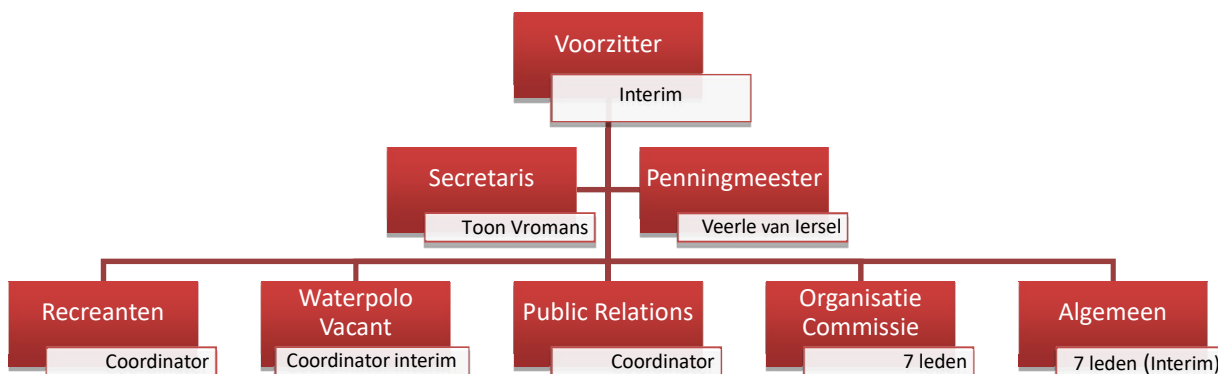 Voorzitter
Interim
Secretaris
Toon Vromans
Penningmeester
Veerle van Iersel
Recreanten
Coordinator
Waterpolo
Vacant
Coordinator interim
Public Relations
Coordinator
Organisatie
Commissie
7 leden
Algemeen
7 leden (Interim)